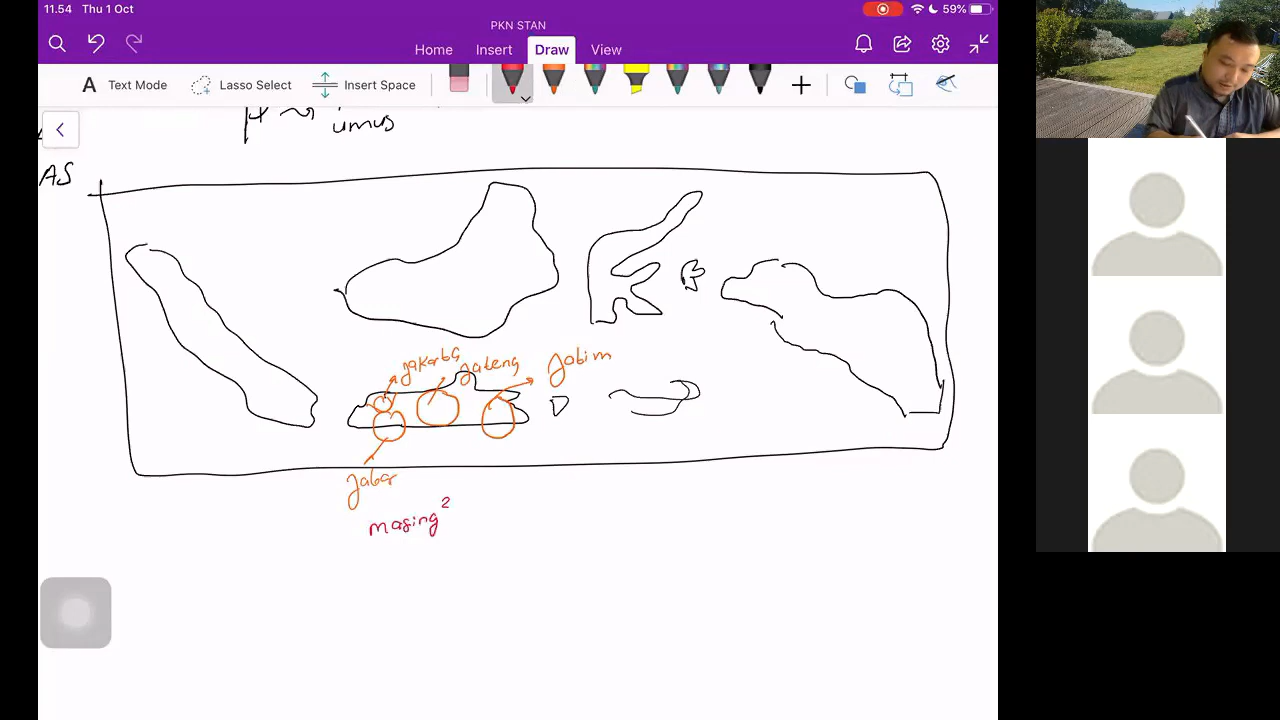 11.54 Thu 1 Oct
59%
PKN STAN
Home Insert Draw View
A Text Mode Lasso Select Insert Space
μ ~>
umus
AS
Jakarta Jateng Jatim
Jabar
masing²